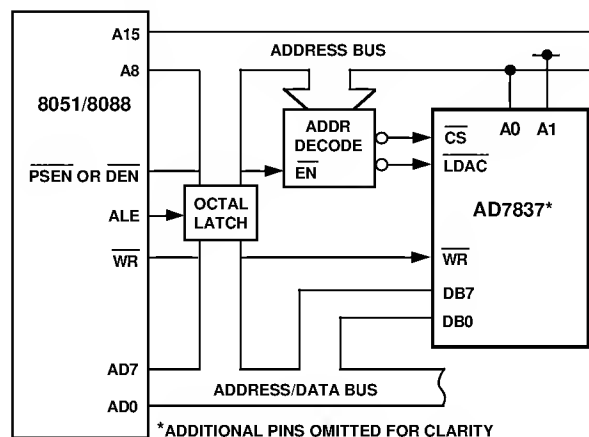 A15
ADDRESS BUS
A8
8051/8088
ADDR
DECODE
EN
CS
A0 A1
LDAC
PSEN OR DEN
OCTAL
LATCH
ALE
AD7837*
WR
WR
DB7
DB0
AD7
ADDRESS/DATA BUS
AD0
*ADDITIONAL PINS OMITTED FOR CLARITY